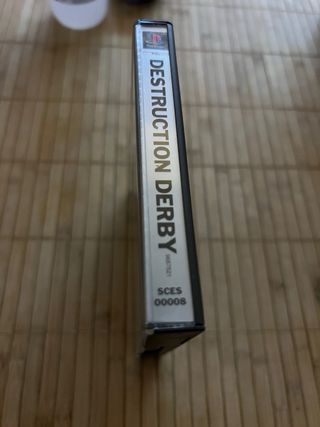 DESTRUCTION DERBY
SCES
00008